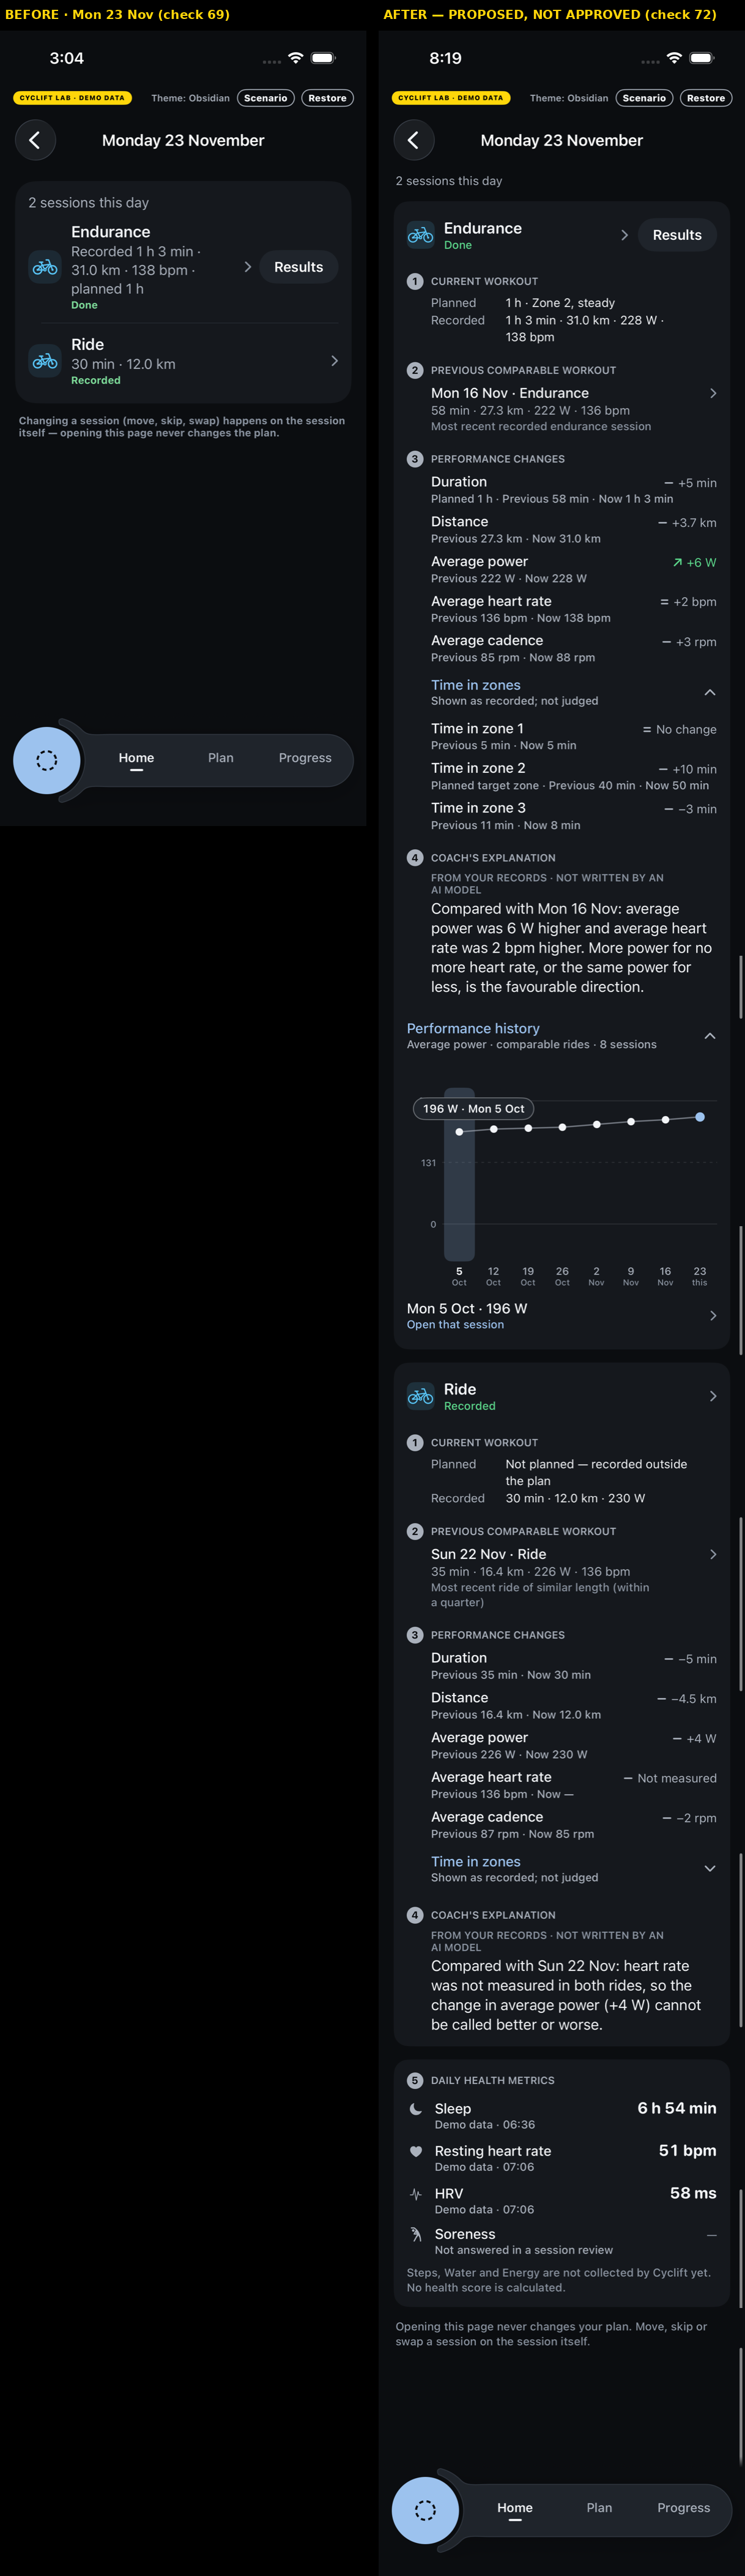 BEFORE · Mon 23 Nov (check 69)
3:04
CYCLIFT LAB · DEMO DATA
Theme: Obsidian
Scenario
Restore
Monday 23 November
2 sessions this day
Endurance
Recorded 1 h 3 min ·
31.0 km · 138 bpm ·
planned 1 h
Done
Results
Ride
30 min · 12.0 km
Recorded
Changing a session (move, skip, swap) happens on the session
itself — opening this page never changes the plan.
Home
Plan
Progress
AFTER — PROPOSED, NOT APPROVED (check 72)
8:19
CYCLIFT LAB · DEMO DATA
Theme: Obsidian
Scenario
Restore
Monday 23 November
2 sessions this day
Endurance
Done
Results
1 CURRENT WORKOUT
Planned 1 h · Zone 2, steady
Recorded 1 h 3 min · 31.0 km · 228 W ·
138 bpm
2 PREVIOUS COMPARABLE WORKOUT
Mon 16 Nov · Endurance
58 min · 27.3 km · 222 W · 136 bpm
Most recent recorded endurance session
3 PERFORMANCE CHANGES
Duration — +5 min
Planned 1 h · Previous 58 min · Now 1 h 3 min
Distance — +3.7 km
Previous 27.3 km · Now 31.0 km
Average power ↗ +6 W
Previous 222 W · Now 228 W
Average heart rate = +2 bpm
Previous 136 bpm · Now 138 bpm
Average cadence — +3 rpm
Previous 85 rpm · Now 88 rpm
Time in zones
Shown as recorded; not judged
Time in zone 1 = No change
Previous 5 min · Now 5 min
Time in zone 2 — +10 min
Planned target zone · Previous 40 min · Now 50 min
Time in zone 3 — −3 min
Previous 11 min · Now 8 min
4 COACH'S EXPLANATION
FROM YOUR RECORDS · NOT WRITTEN BY AN
AI MODEL
Compared with Mon 16 Nov: average
power was 6 W higher and average heart
rate was 2 bpm higher. More power for no
more heart rate, or the same power for
less, is the favourable direction.
Performance history
Average power · comparable rides · 8 sessions
196 W · Mon 5 Oct
131
0
5 12 19 26 2 9 16 23
Oct Oct Oct Oct Nov Nov Nov this
Mon 5 Oct · 196 W
Open that session
Ride
Recorded
1 CURRENT WORKOUT
Planned Not planned — recorded outside
the plan
Recorded 30 min · 12.0 km · 230 W
2 PREVIOUS COMPARABLE WORKOUT
Sun 22 Nov · Ride
35 min · 16.4 km · 226 W · 136 bpm
Most recent ride of similar length (within
a quarter)
3 PERFORMANCE CHANGES
Duration — −5 min
Previous 35 min · Now 30 min
Distance — −4.5 km
Previous 16.4 km · Now 12.0 km
Average power — +4 W
Previous 226 W · Now 230 W
Average heart rate — Not measured
Previous 136 bpm · Now —
Average cadence — −2 rpm
Previous 87 rpm · Now 85 rpm
Time in zones
Shown as recorded; not judged
4 COACH'S EXPLANATION
FROM YOUR RECORDS · NOT WRITTEN BY AN
AI MODEL
Compared with Sun 22 Nov: heart rate
was not measured in both rides, so the
change in average power (+4 W) cannot
be called better or worse.
5 DAILY HEALTH METRICS
Sleep 6 h 54 min
Demo data · 06:36
Resting heart rate 51 bpm
Demo data · 07:06
HRV 58 ms
Demo data · 07:06
Soreness —
Not answered in a session review
Steps, Water and Energy are not collected by Cyclift yet.
No health score is calculated.
Opening this page never changes your plan. Move, skip or
swap a session on the session itself.
Home
Plan
Progress